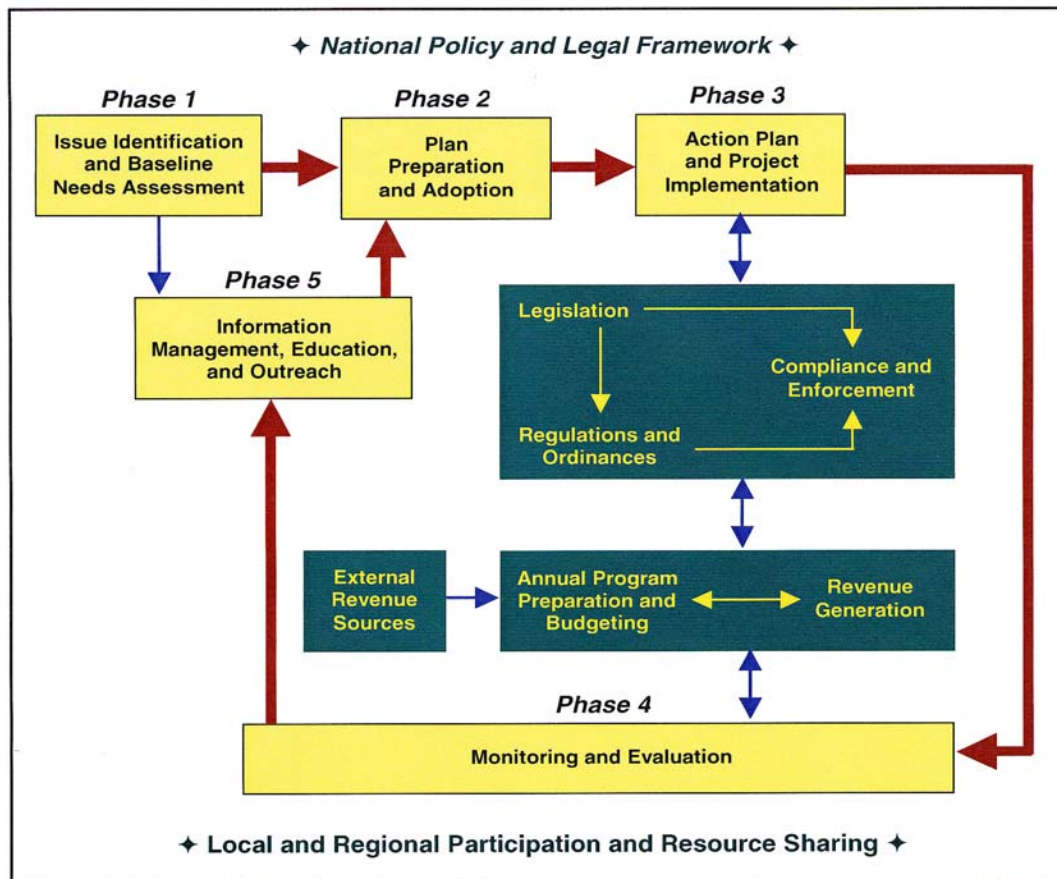 ✦ National Policy and Legal Framework ✦
Phase 1
Issue Identification
and Baseline
Needs Assessment
Phase 2
Plan
Preparation
and Adoption
Phase 3
Action Plan
and Project
Implementation
Phase 5
Information
Management, Education,
and Outreach
Legislation
Compliance and
Enforcement
Regulations and
Ordinances
External
Revenue
Sources
Annual Program
Preparation and
Budgeting
Revenue
Generation
Phase 4
Monitoring and Evaluation
✦ Local and Regional Participation and Resource Sharing ✦